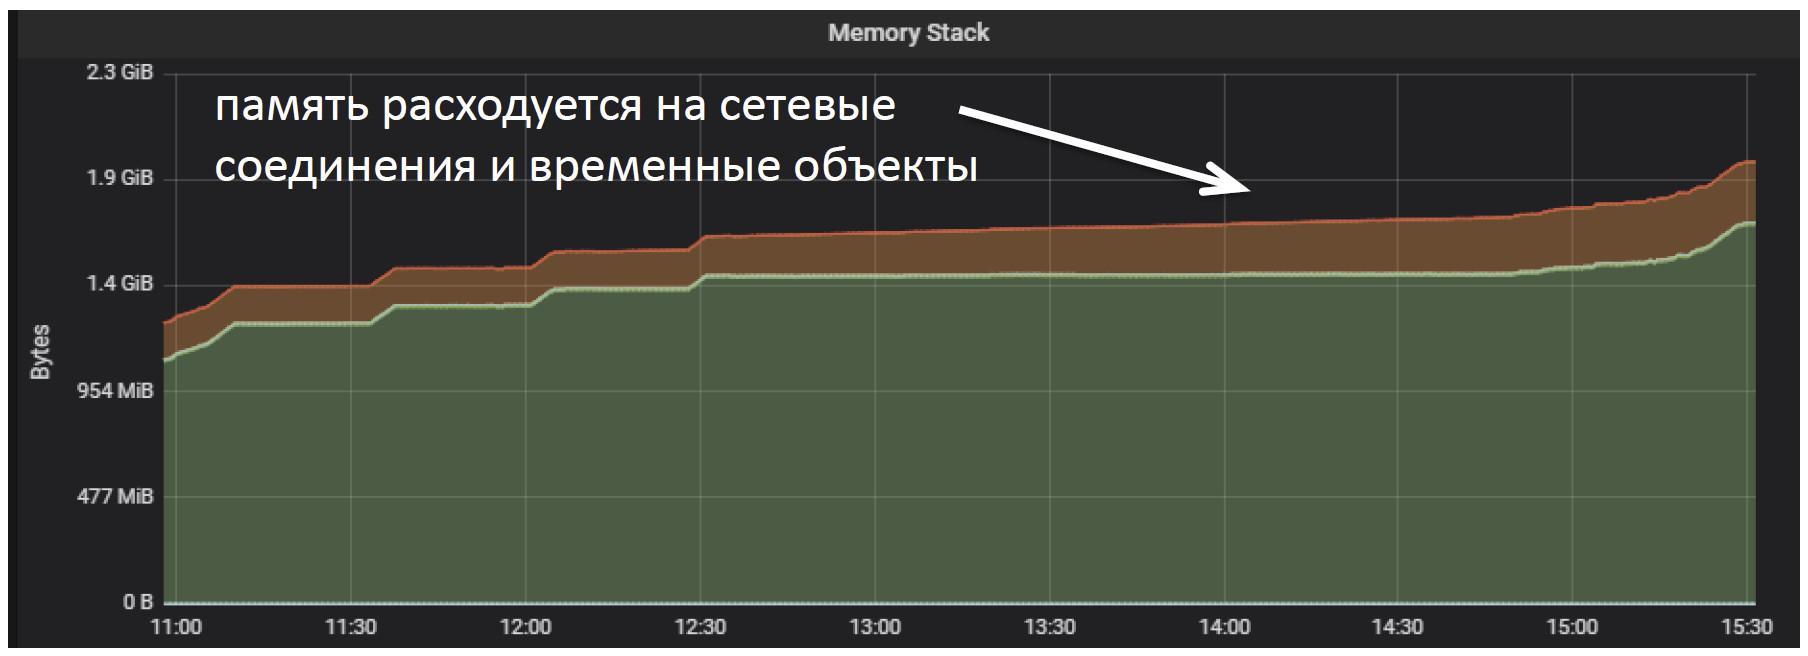 Memory Stack
2.3 GiB
память расходуется на сетевые
соединения и временные объекты
1.9 GiB
1.4 GiB
Bytes
954 MiB
477 MiB
0 B
11:00 11:30 12:00 12:30 13:00 13:30 14:00 14:30 15:00 15:30